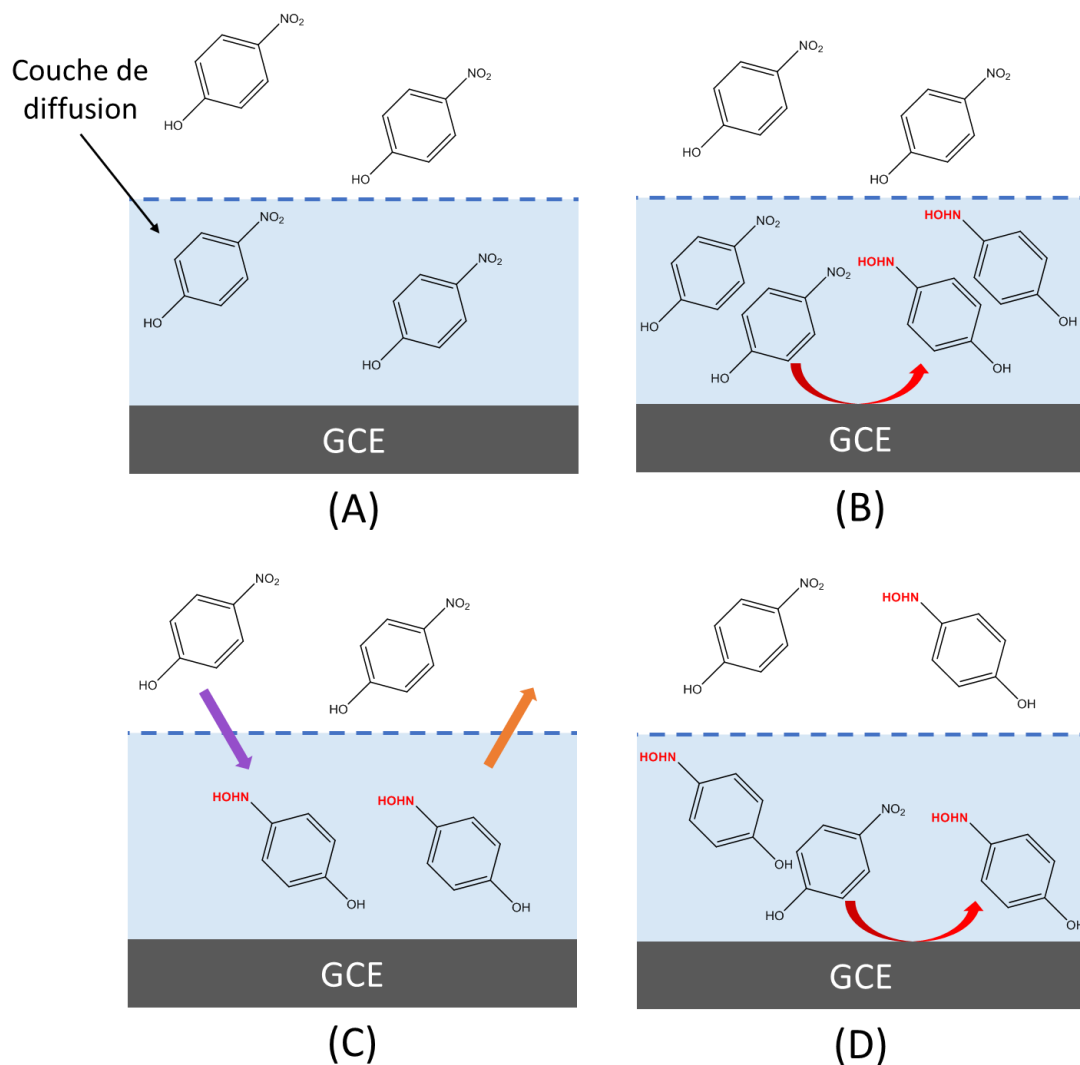 NO₂
Couche de
diffusion
NO₂
HO
HO
NO₂
NO₂
HO
HO
GCE
(A)
NO₂
NO₂
HO
HO
HOHN
NO₂
HOHN
NO₂
OH
HO
OH
HO
GCE
(B)
NO₂
NO₂
HO
HO
HOHN
HOHN
OH
OH
GCE
(C)
NO₂
HOHN
HO
OH
HOHN
NO₂
HOHN
OH
HO
OH
GCE
(D)